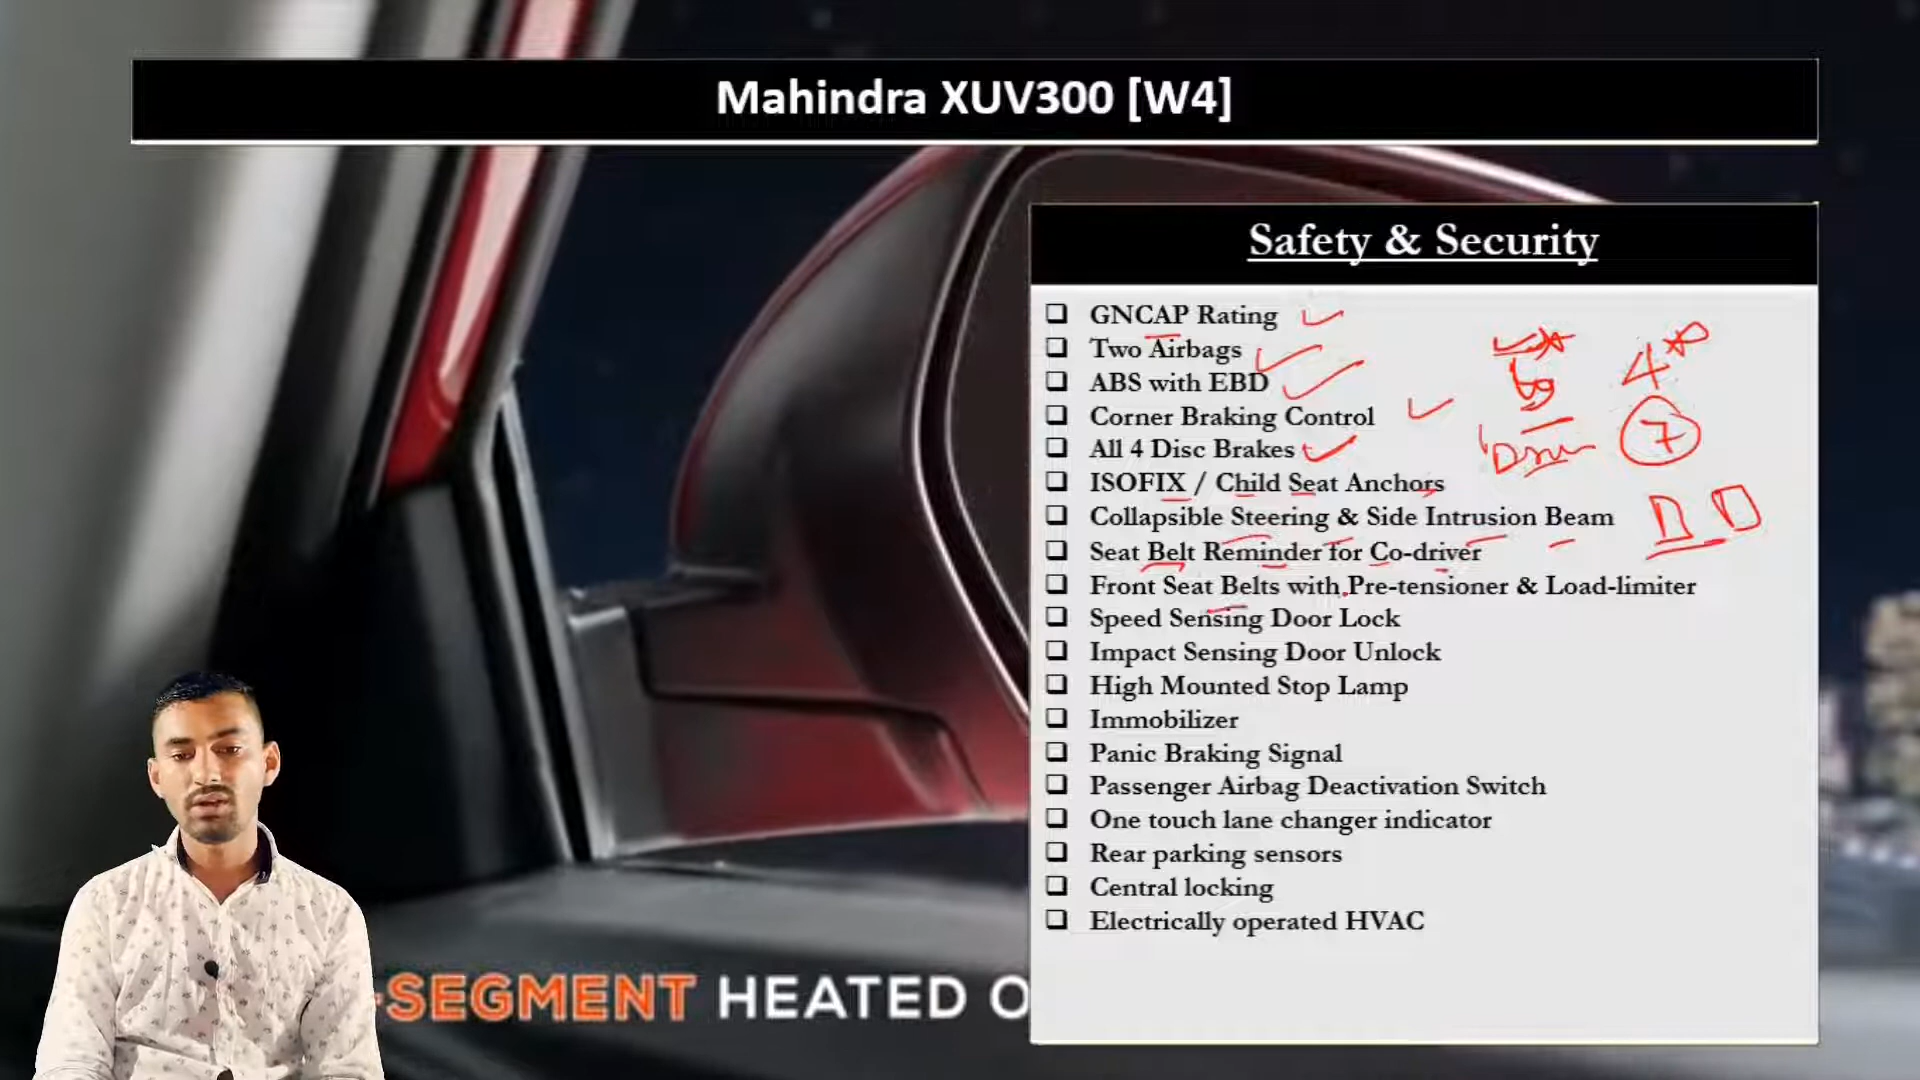 Mahindra XUV300 [W4]
Safety & Security
GNCAP Rating
Two Airbags
ABS with EBD
Corner Braking Control
All 4 Disc Brakes
ISOFIX / Child Seat Anchors
Collapsible Steering & Side Intrusion Beam
Seat Belt Reminder for Co-driver
Front Seat Belts with Pre-tensioner & Load-limiter
Speed Sensing Door Lock
Impact Sensing Door Unlock
High Mounted Stop Lamp
Immobilizer
Panic Braking Signal
Passenger Airbag Deactivation Switch
One touch lane changer indicator
Rear parking sensors
Central locking
Electrically operated HVAC
4
7
-SEGMENT HEATED O